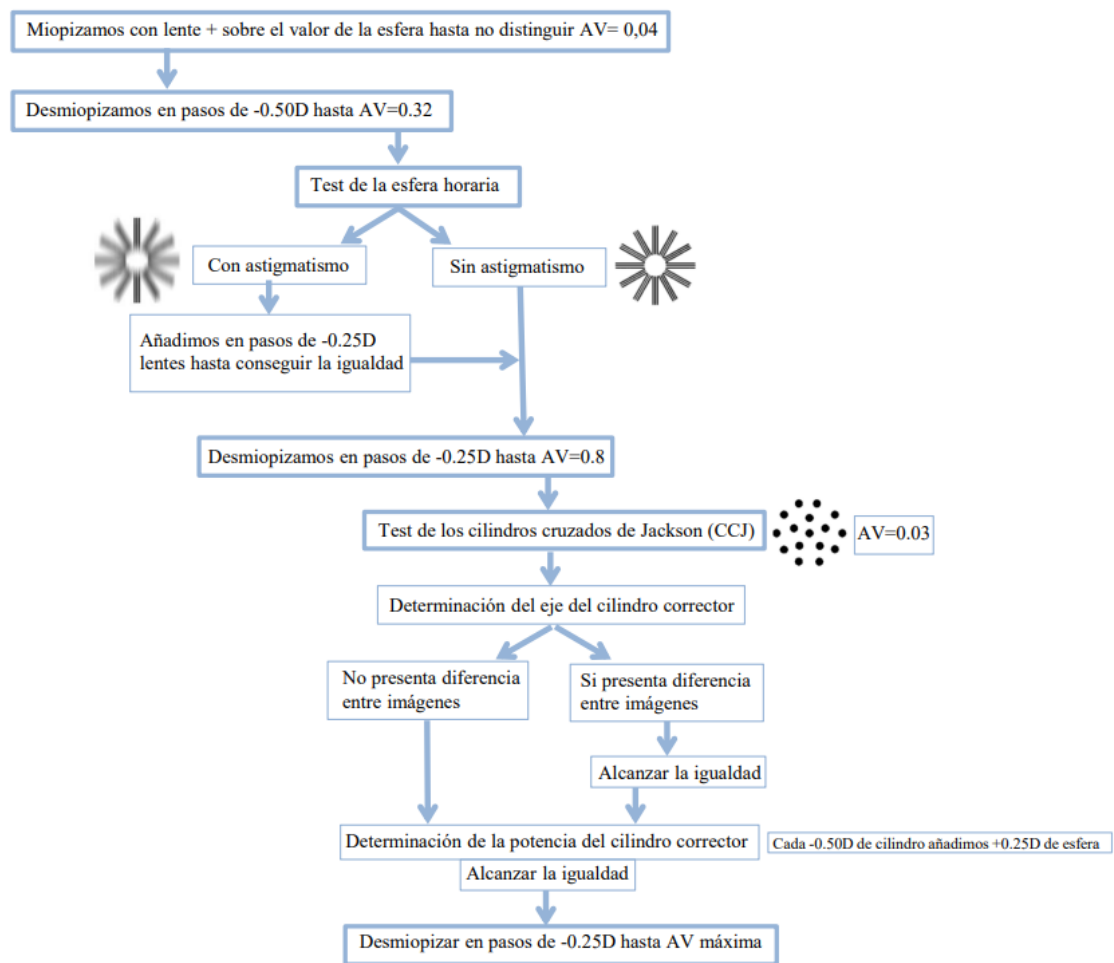 Miopizamos con lente + sobre el valor de la esfera hasta no distinguir AV= 0,04
Desmiopizamos en pasos de -0.50D hasta AV=0.32
Test de la esfera horaria
Con astigmatismo
Sin astigmatismo
Añadimos en pasos de -0.25D
lentes hasta conseguir la igualdad
Desmiopizamos en pasos de -0.25D hasta AV=0.8
Test de los cilindros cruzados de Jackson (CCJ)
AV=0.03
Determinación del eje del cilindro corrector
No presenta diferencia
entre imágenes
Si presenta diferencia
entre imágenes
Alcanzar la igualdad
Determinación de la potencia del cilindro corrector
Cada -0.50D de cilindro añadimos +0.25D de esfera
Alcanzar la igualdad
Desmiopizar en pasos de -0.25D hasta AV máxima